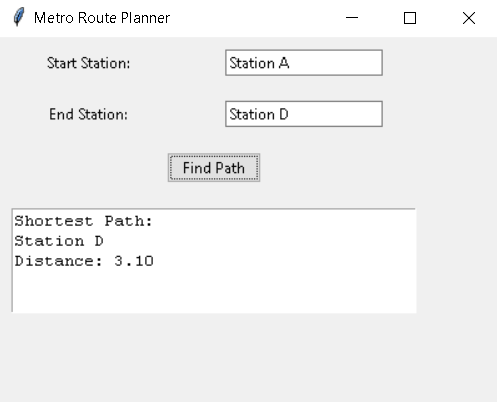 Metro Route Planner
Start Station: Station A
End Station: Station D
Find Path
Shortest Path:
Station D
Distance: 3.10